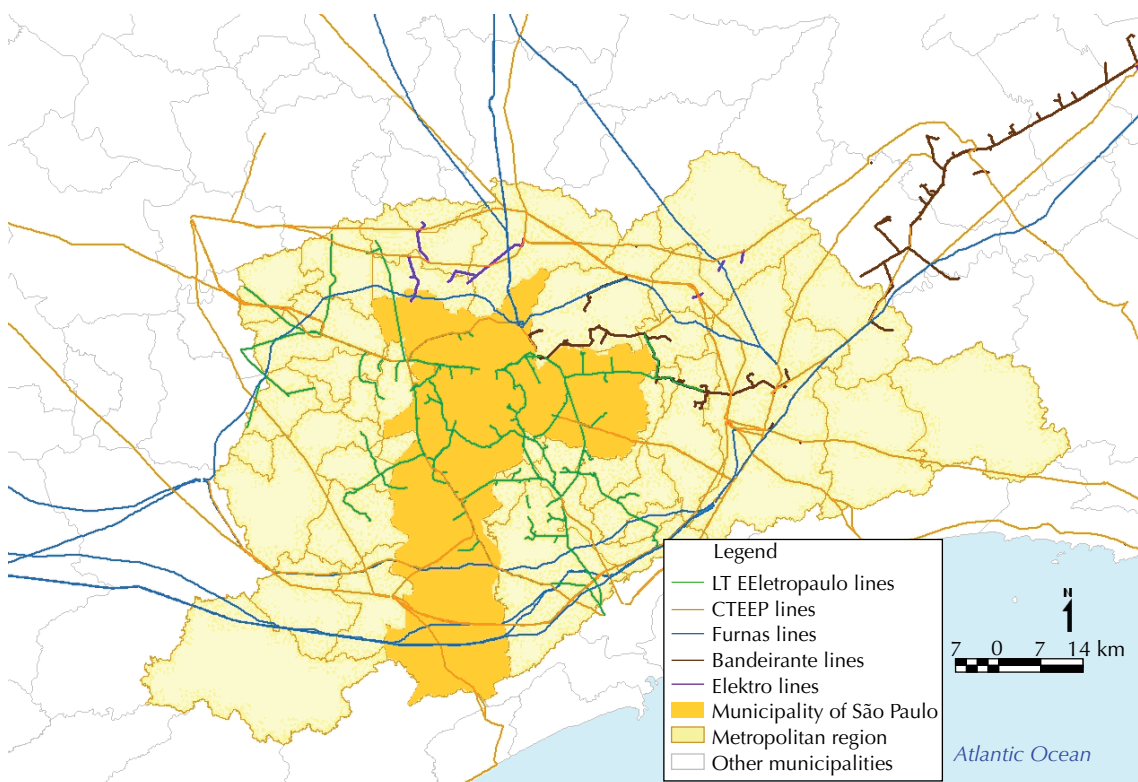 Legend
LT EEletropaulo lines
CTEEP lines
Furnas lines
Bandeirante lines
Elektro lines
Municipality of São Paulo
Metropolitan region
Other municipalities
N
7 0 7 14 km
Atlantic Ocean